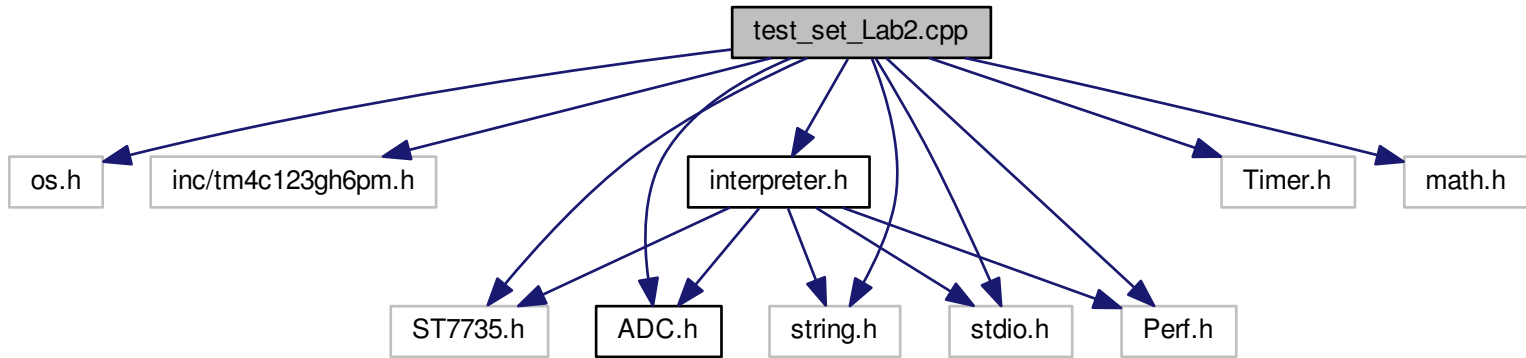 test_set_Lab2.cpp
os.h
inc/tm4c123gh6pm.h
interpreter.h
Timer.h
math.h
ST7735.h
ADC.h
string.h
stdio.h
Perf.h